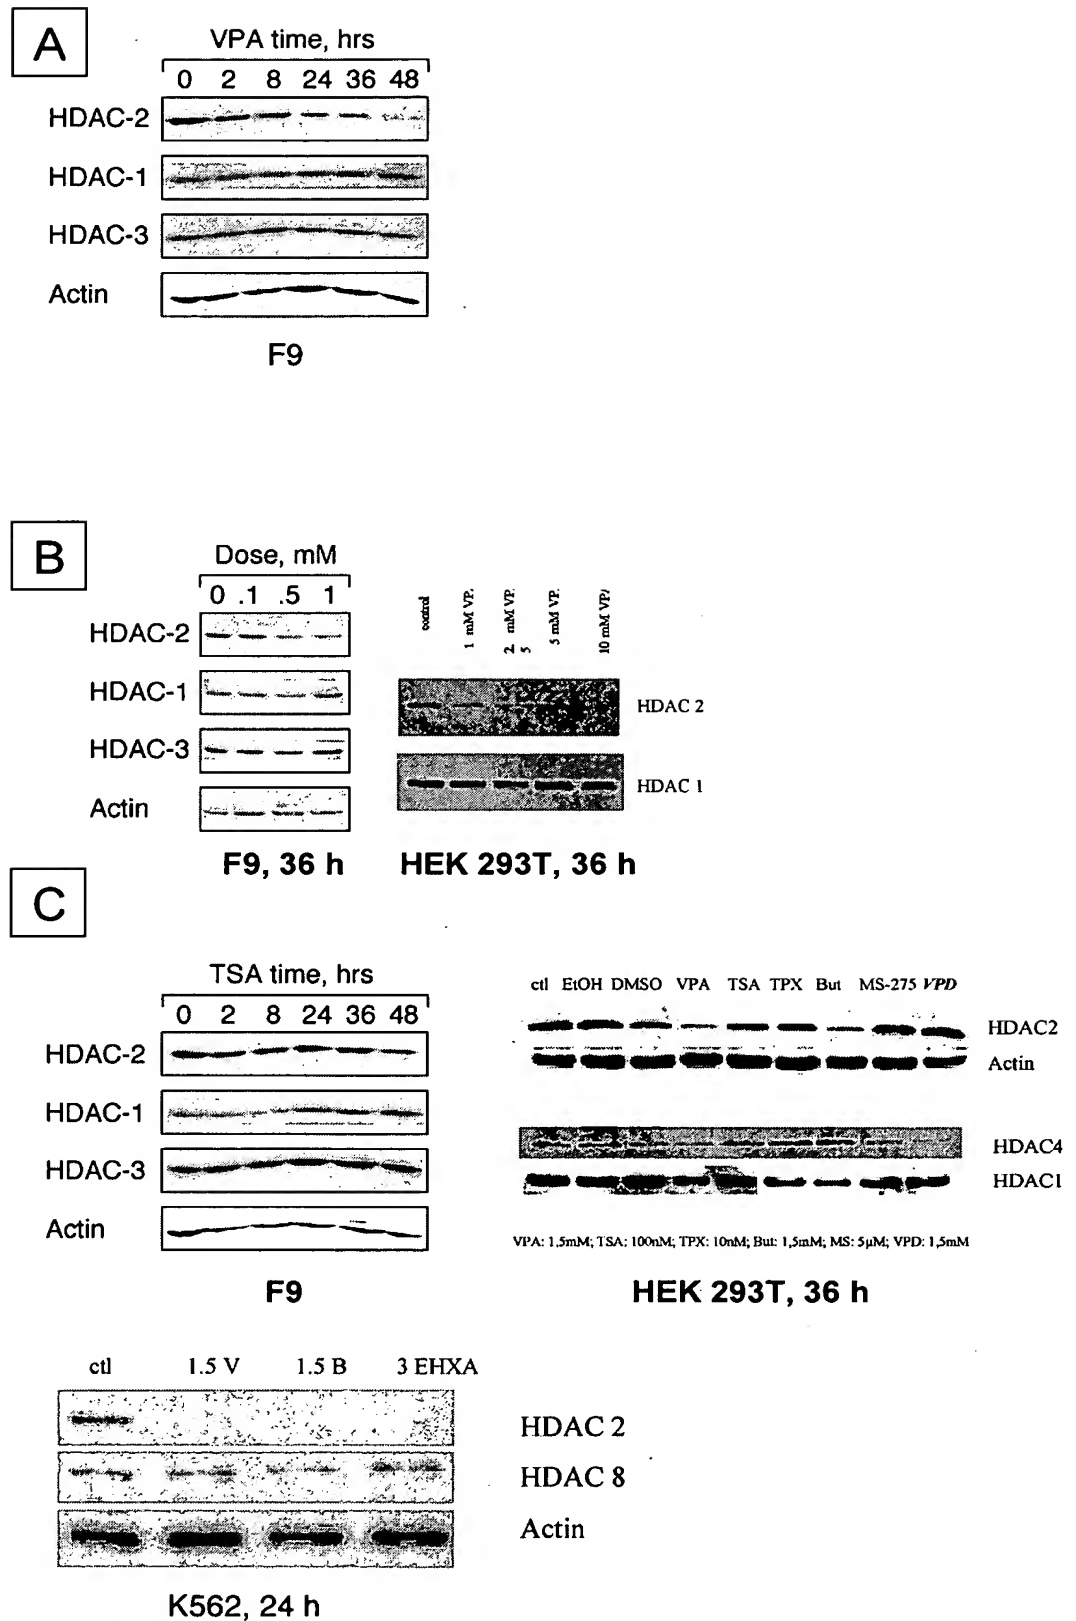 A
VPA time, hrs
0 2 8 24 36 48
HDAC-2
HDAC-1
HDAC-3
Actin
F9
B
Dose, mM
0 .1 .5 1
HDAC-2
HDAC-1
HDAC-3
Actin
F9, 36 h
control
1 mM VP.
2. mM VP.
5
5 mM VP.
10 mM VP/
HDAC 2
HDAC 1
HEK 293T, 36 h
C
TSA time, hrs
0 2 8 24 36 48
HDAC-2
HDAC-1
HDAC-3
Actin
F9
ctl EtOH DMSO VPA TSA TPX But MS-275 VPD
HDAC2
Actin
HDAC4
HDAC1
VPA: 1,5mM; TSA: 100nM; TPX: 10nM; But: 1,5mM; MS: 5µM; VPD: 1,5mM
HEK 293T, 36 h
ctl 1.5 V 1.5 B 3 EHXA
HDAC 2
HDAC 8
Actin
K562, 24 h